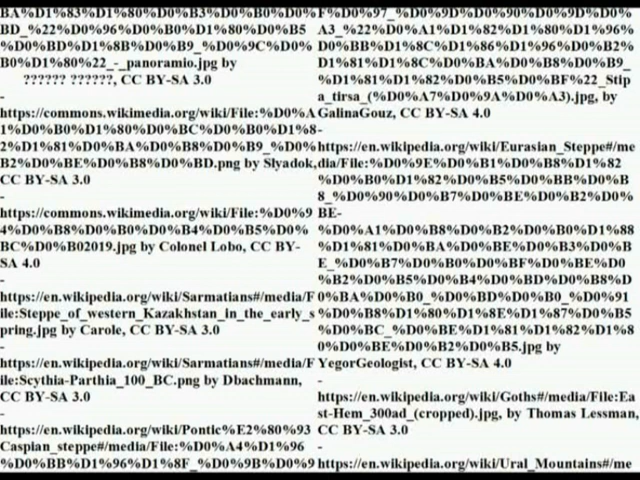 BA%D1%83%D1%80%D0%B3%D0%B0%D0%
BD_%22%D0%96%D0%B0%D1%80%D0%B5
%D0%BD%D1%8B%D0%B9_%D0%9C%D0%
B0%D1%80%22_-_panoramio.jpg by
?????? ??????, CC BY-SA 3.0
-
https://commons.wikimedia.org/wiki/File:%D0%A
1%D0%B0%D1%80%D0%BC%D0%B0%D1%8
2%D1%81%D0%BA%D0%B8%D0%B9_%D0%
B2%D0%BE%D0%B8%D0%BD.png by Slyadok,
CC BY-SA 3.0
-
https://commons.wikimedia.org/wiki/File:%D0%9
4%D0%B8%D0%B0%D0%B4%D0%B5%D0%
BC%D0%B02019.jpg by Colonel Lobo, CC BY-
SA 4.0
-
https://en.wikipedia.org/wiki/Sarmatians#/media/F
ile:Steppe_of_western_Kazakhstan_in_the_early_s
pring.jpg by Carole, CC BY-SA 3.0
-
https://en.wikipedia.org/wiki/Sarmatians#/media/F
ile:Scythia-Parthia_100_BC.png by Dbachmann,
CC BY-SA 3.0
-
https://en.wikipedia.org/wiki/Pontic%E2%80%93
Caspian_steppe#/media/File:%D0%A4%D1%96
%D0%BB%D1%96%D1%8F_%D0%9B%D0%9
F%D0%97_%D0%9D%D0%90%D0%9D%D0%
A3_%22%D0%A1%D1%82%D1%80%D1%96
%D0%BB%D1%8C%D1%86%D1%96%D0%B2%
D1%81%D1%8C%D0%BA%D0%B8%D0%B9_
%D1%81%D1%82%D0%B5%D0%BF%22_Stip
a_tirsa_(%D0%A7%D0%9A%D0%A3).jpg, by
GalinaGouz, CC BY-SA 4.0
-
https://en.wikipedia.org/wiki/Eurasian_Steppe#/me
dia/File:%D0%9E%D0%B1%D0%B8%D1%82
%D0%B0%D1%82%D0%B5%D0%BB%D0%B8
8_%D0%90%D0%B7%D0%BE%D0%B2%D0%
BE-
%D0%A1%D0%B8%D0%B2%D0%B0%D1%88
%D1%81%D0%BA%D0%BE%D0%B3%D0%B
E_%D0%B7%D0%B0%D0%BF%D0%BE%D0
%B2%D0%B5%D0%B4%D0%BD%D0%B8%D
0%BA%D0%B0_%D0%BD%D0%B0_%D0%91
%D0%B8%D1%80%D1%8E%D1%87%D0%B5
%D0%BC_%D0%BE%D1%81%D1%82%D1%8
0%D0%BE%D0%B2%D0%B5.jpg by
YegorGeologist, CC BY-SA 4.0
-
https://en.wikipedia.org/wiki/Goths#/media/File:Ea
st-Hem_300ad_(cropped).jpg, by Thomas Lessman,
CC BY-SA 3.0
-
https://en.wikipedia.org/wiki/Ural_Mountains#/me